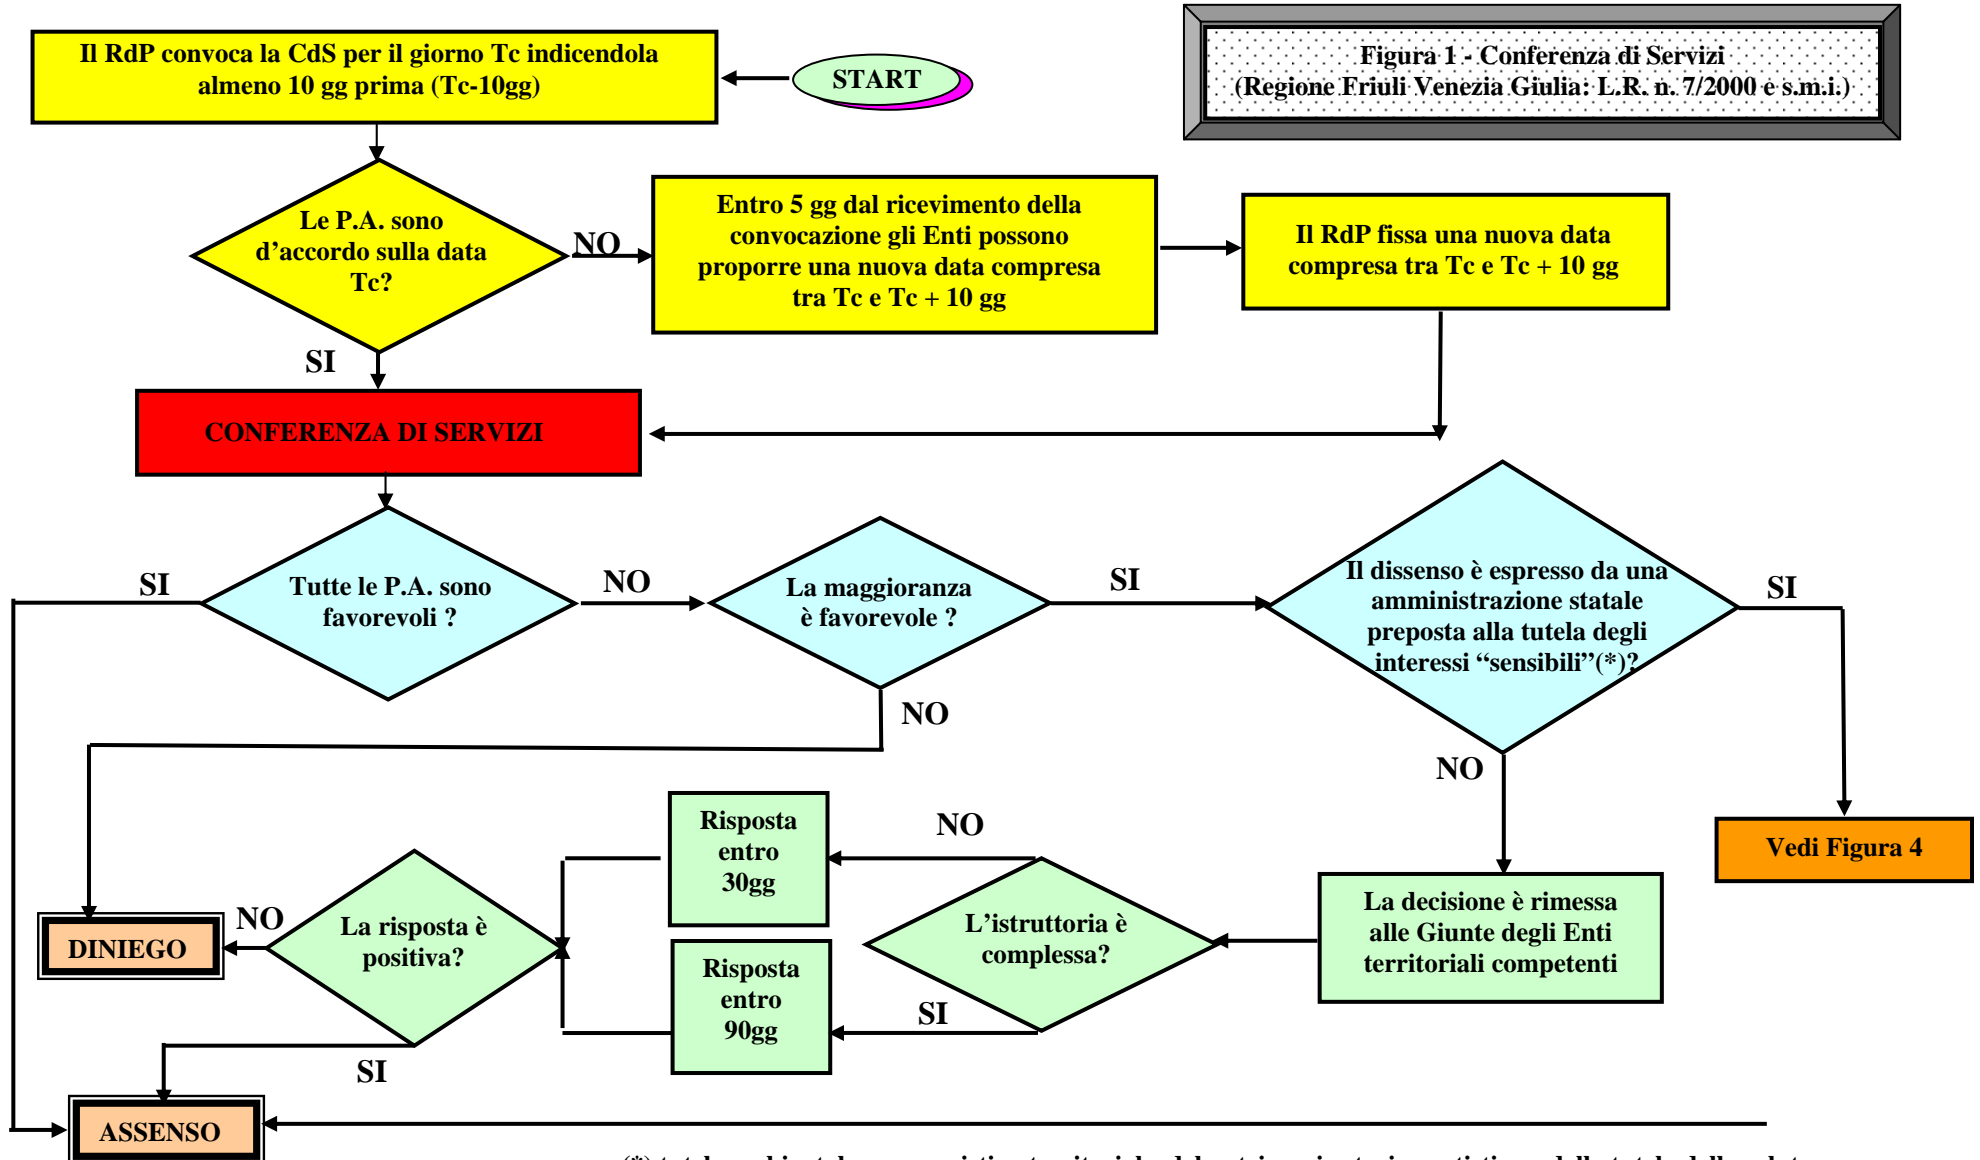 Il RdP convoca la CdS per il giorno Tc indicendola
almeno 10 gg prima (Tc-10gg)
START
Figura 1 - Conferenza di Servizi
(Regione Friuli Venezia Giulia: L.R. n. 7/2000 e s.m.i.)
Le P.A. sono
d’accordo sulla data
Tc?
NO
Entro 5 gg dal ricevimento della
convocazione gli Enti possono
proporre una nuova data compresa
tra Tc e Tc + 10 gg
Il RdP fissa una nuova data
compresa tra Tc e Tc + 10 gg
SI
CONFERENZA DI SERVIZI
SI
Tutte le P.A. sono
favorevoli ?
NO
La maggioranza
è favorevole ?
SI
Il dissenso è espresso da una
amministrazione statale
preposta alla tutela degli
interessi “sensibili”(*)?
SI
NO
NO
Vedi Figura 4
La decisione è rimessa
alle Giunte degli Enti
territoriali competenti
L’istruttoria è
complessa?
NO
Risposta
entro
30gg
SI
Risposta
entro
90gg
La risposta è
positiva?
NO
DINIEGO
SI
ASSENSO